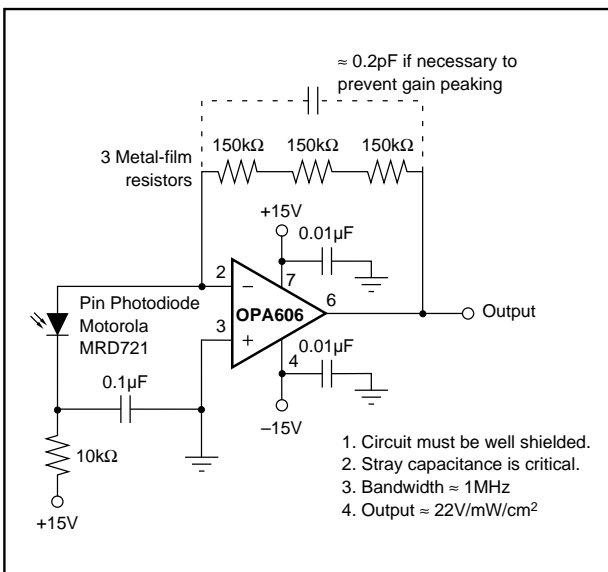 ≈ 0.2pF if necessary to
prevent gain peaking
3 Metal-film
resistors
150kΩ
150kΩ
150kΩ
+15V
0.01µF
7
2
–
OPA606
6
Output
3
+
Pin Photodiode
Motorola
MRD721
0.01µF
4
0.1µF
–15V
10kΩ
+15V
1. Circuit must be well shielded.
2. Stray capacitance is critical.
3. Bandwidth ≈ 1MHz
4. Output ≈ 22V/mW/cm²